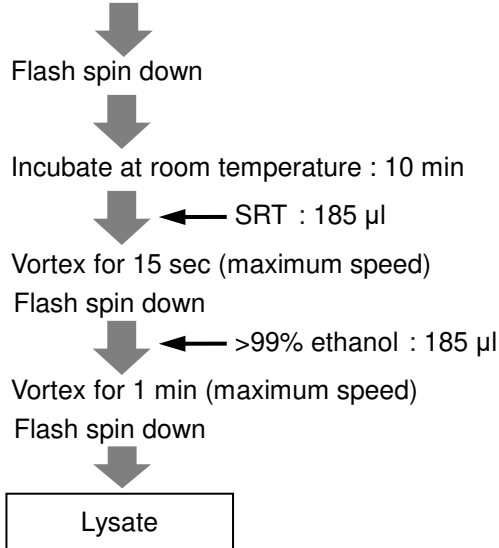 Flash spin down
Incubate at room temperature : 10 min
SRT : 185 µl
Vortex for 15 sec (maximum speed)
Flash spin down
>99% ethanol : 185 µl
Vortex for 1 min (maximum speed)
Flash spin down
Lysate